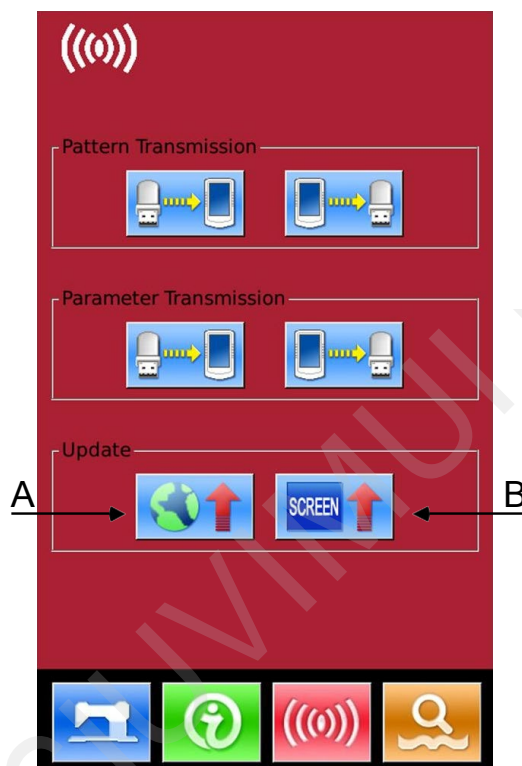 Pattern Transmission
Parameter Transmission
Update
A
SCREEN
B